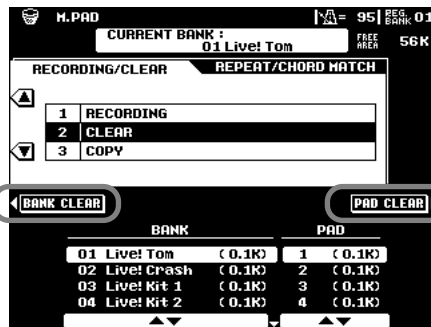 M.PAD = 95 REG. BANK 01
CURRENT BANK :
01 Live! Tom
FREE AREA 56K
RECORDING/CLEAR REPEAT/CHORD MATCH
1 RECORDING
2 CLEAR
3 COPY
BANK CLEAR PAD CLEAR
BANK PAD
01 Live! Tom (0.1K) 1 (0.1K)
02 Live! Crash (0.1K) 2 (0.1K)
03 Live! Kit 1 (0.1K) 3 (0.1K)
04 Live! Kit 2 (0.1K) 4 (0.1K)